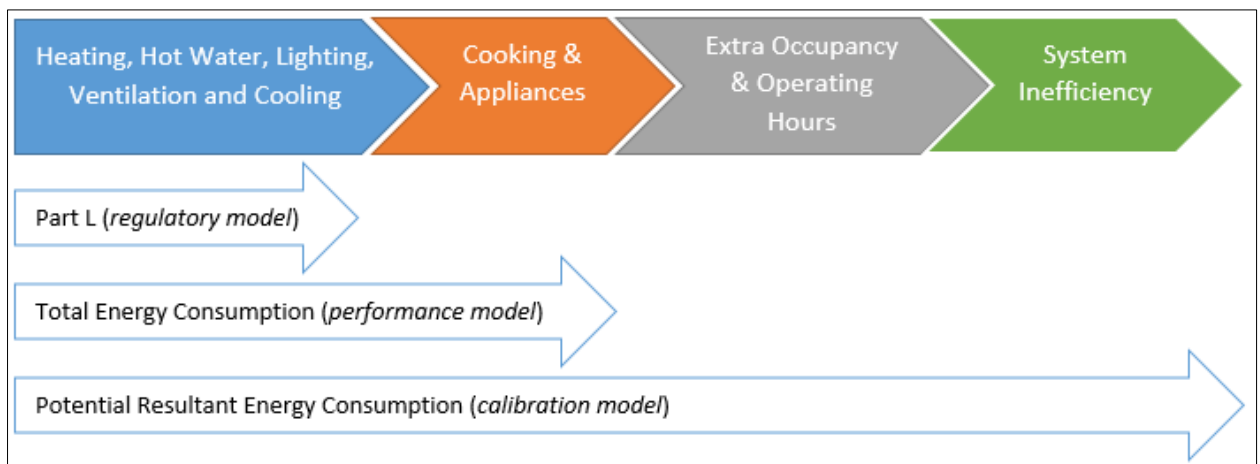 Heating, Hot Water, Lighting,
Ventilation and Cooling
Cooking &
Appliances
Extra Occupancy
& Operating
Hours
System
Inefficiency
Part L (regulatory model)
Total Energy Consumption (performance model)
Potential Resultant Energy Consumption (calibration model)